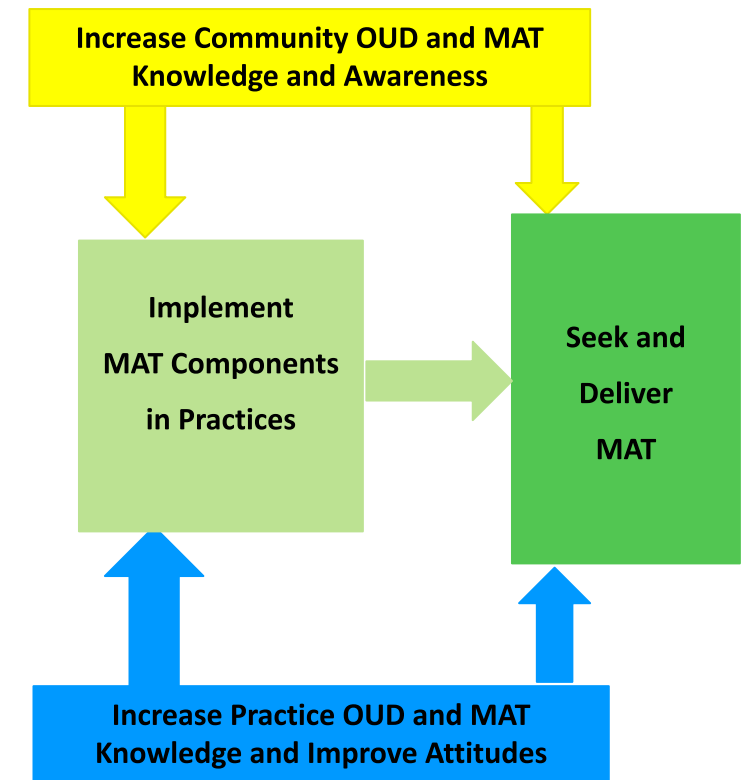 Increase Community OUD and MAT
Knowledge and Awareness
Implement
MAT Components
in Practices
Seek and
Deliver
MAT
Increase Practice OUD and MAT
Knowledge and Improve Attitudes